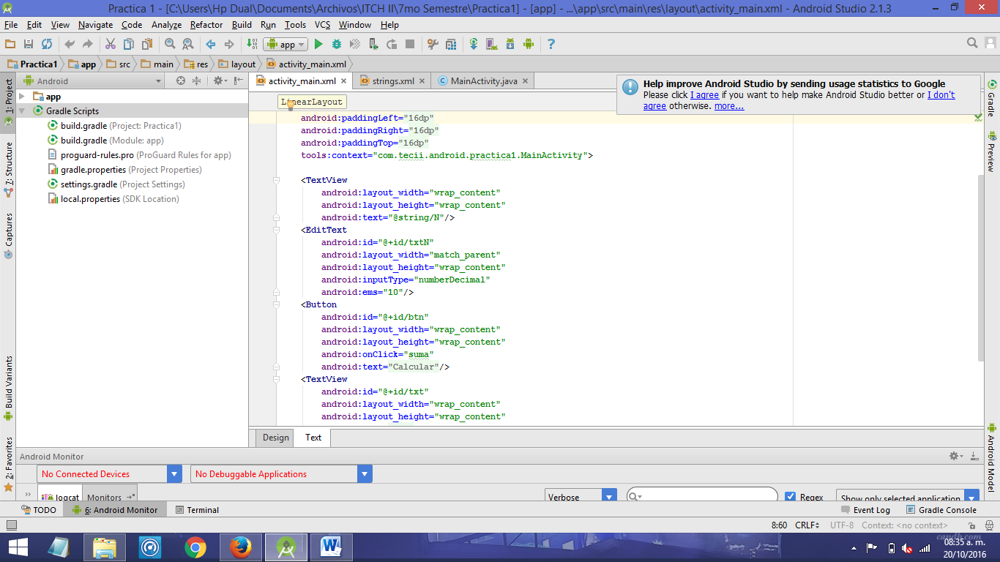 Practica 1 - [C:\Users\Hp Dual\Documents\Archivos\ITCH II\7mo Semestre\Practica1] - [app] - ...\app\src\main\res\layout\activity_main.xml - Android Studio 2.1.3
File Edit View Navigate Code Analyze Refactor Build Run Tools VCS Window Help
app
Practica1 app src main res layout activity_main.xml
Android
activity_main.xml strings.xml MainActivity.java
Help improve Android Studio by sending usage statistics to Google
Please click I agree if you want to help make Android Studio better or I don't
agree otherwise. more...
1: Project
7: Structure
Captures
Build Variants
2: Favorites
app
Gradle Scripts
build.gradle (Project: Practica1)
build.gradle (Module: app)
proguard-rules.pro (ProGuard Rules for app)
gradle.properties (Project Properties)
settings.gradle (Project Settings)
local.properties (SDK Location)
LinearLayout
android:paddingLeft="16dp"
android:paddingRight="16dp"
android:paddingTop="16dp"
tools:context="com.tecii.android.practica1.MainActivity">
<TextView
android:layout_width="wrap_content"
android:layout_height="wrap_content"
android:text="@string/N"/>
<EditText
android:id="@+id/txtN"
android:layout_width="match_parent"
android:layout_height="wrap_content"
android:inputType="numberDecimal"
android:ems="10"/>
<Button
android:id="@+id/btn"
android:layout_width="wrap_content"
android:layout_height="wrap_content"
android:onClick="suma"
android:text="Calcular"/>
<TextView
android:id="@+id/txt"
android:layout_width="wrap_content"
android:layout_height="wrap_content"
Gradle
Preview
Android Model
Design Text
Android Monitor
No Connected Devices No Debuggable Applications
logcat Monitors Verbose Regex Show only selected application
TODO 6: Android Monitor Terminal Event Log Gradle Console
8:60 CRLF UTF-8 Context: <no context>
candh.com
08:35 a. m.
20/10/2016